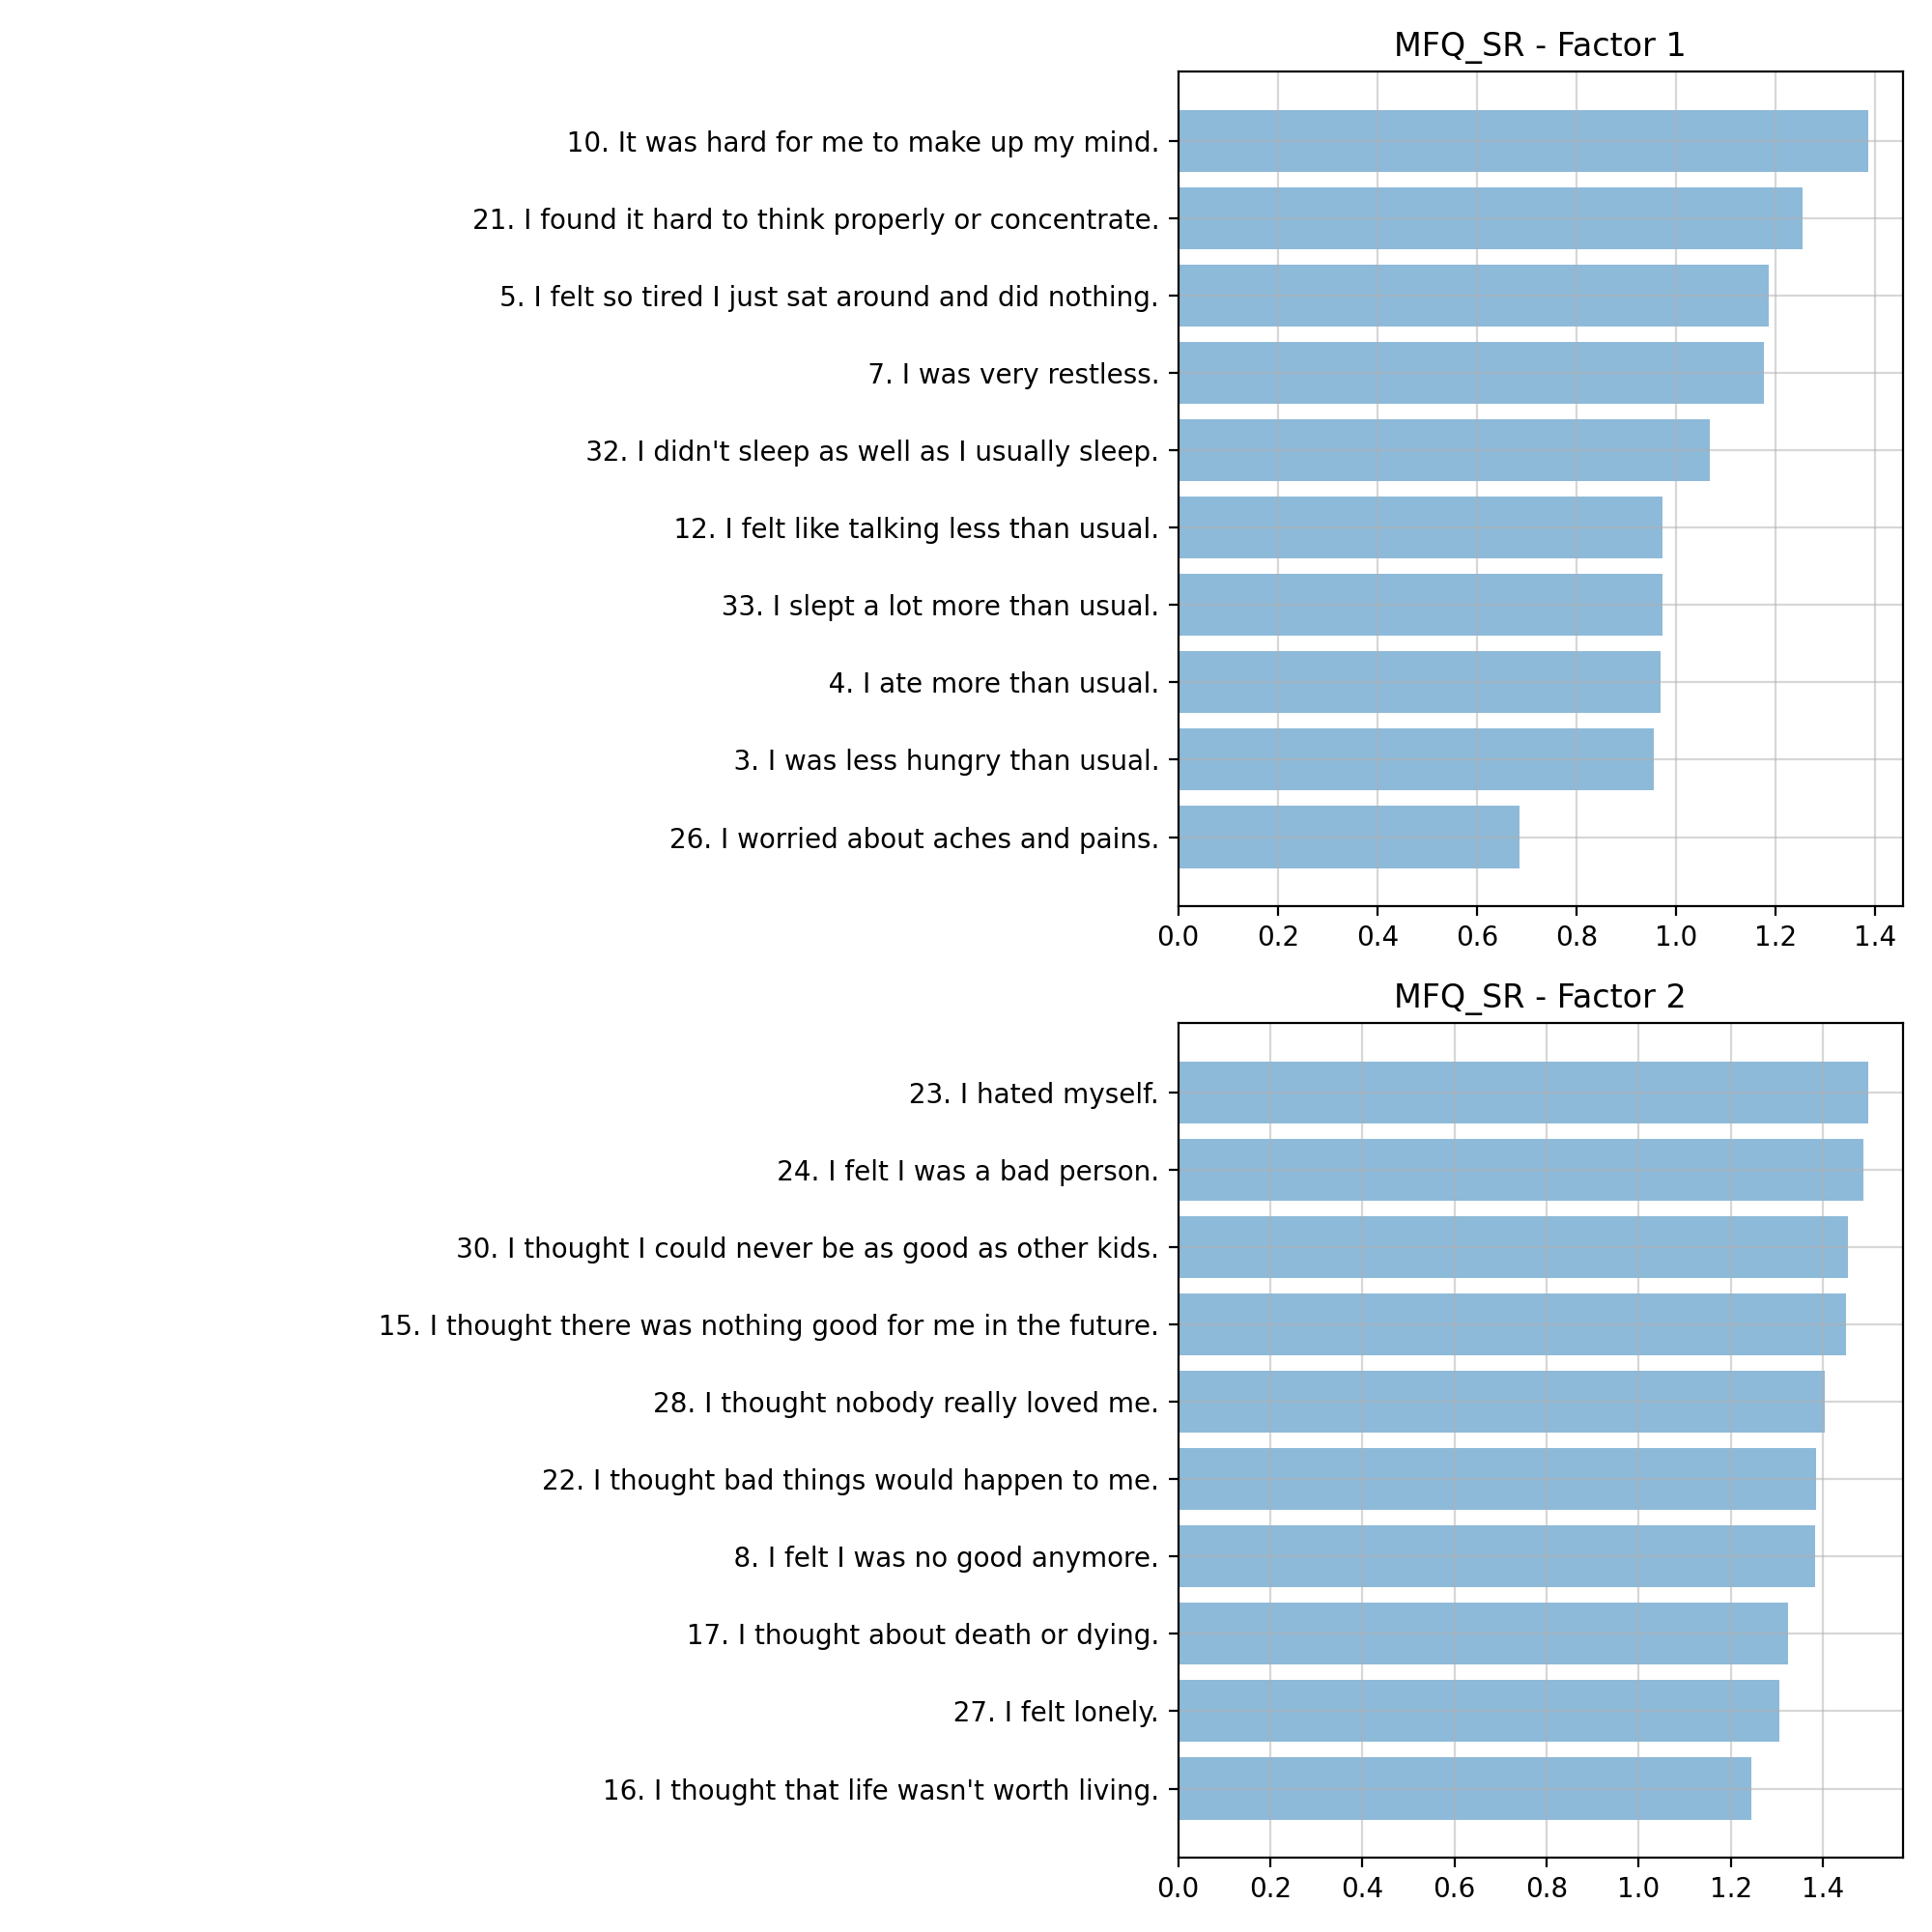 MFQ_SR - Factor 1
10. It was hard for me to make up my mind.
21. I found it hard to think properly or concentrate.
5. I felt so tired I just sat around and did nothing.
7. I was very restless.
32. I didn't sleep as well as I usually sleep.
12. I felt like talking less than usual.
33. I slept a lot more than usual.
4. I ate more than usual.
3. I was less hungry than usual.
26. I worried about aches and pains.
0.0 0.2 0.4 0.6 0.8 1.0 1.2 1.4
MFQ_SR - Factor 2
23. I hated myself.
24. I felt I was a bad person.
30. I thought I could never be as good as other kids.
15. I thought there was nothing good for me in the future.
28. I thought nobody really loved me.
22. I thought bad things would happen to me.
8. I felt I was no good anymore.
17. I thought about death or dying.
27. I felt lonely.
16. I thought that life wasn't worth living.
0.0 0.2 0.4 0.6 0.8 1.0 1.2 1.4